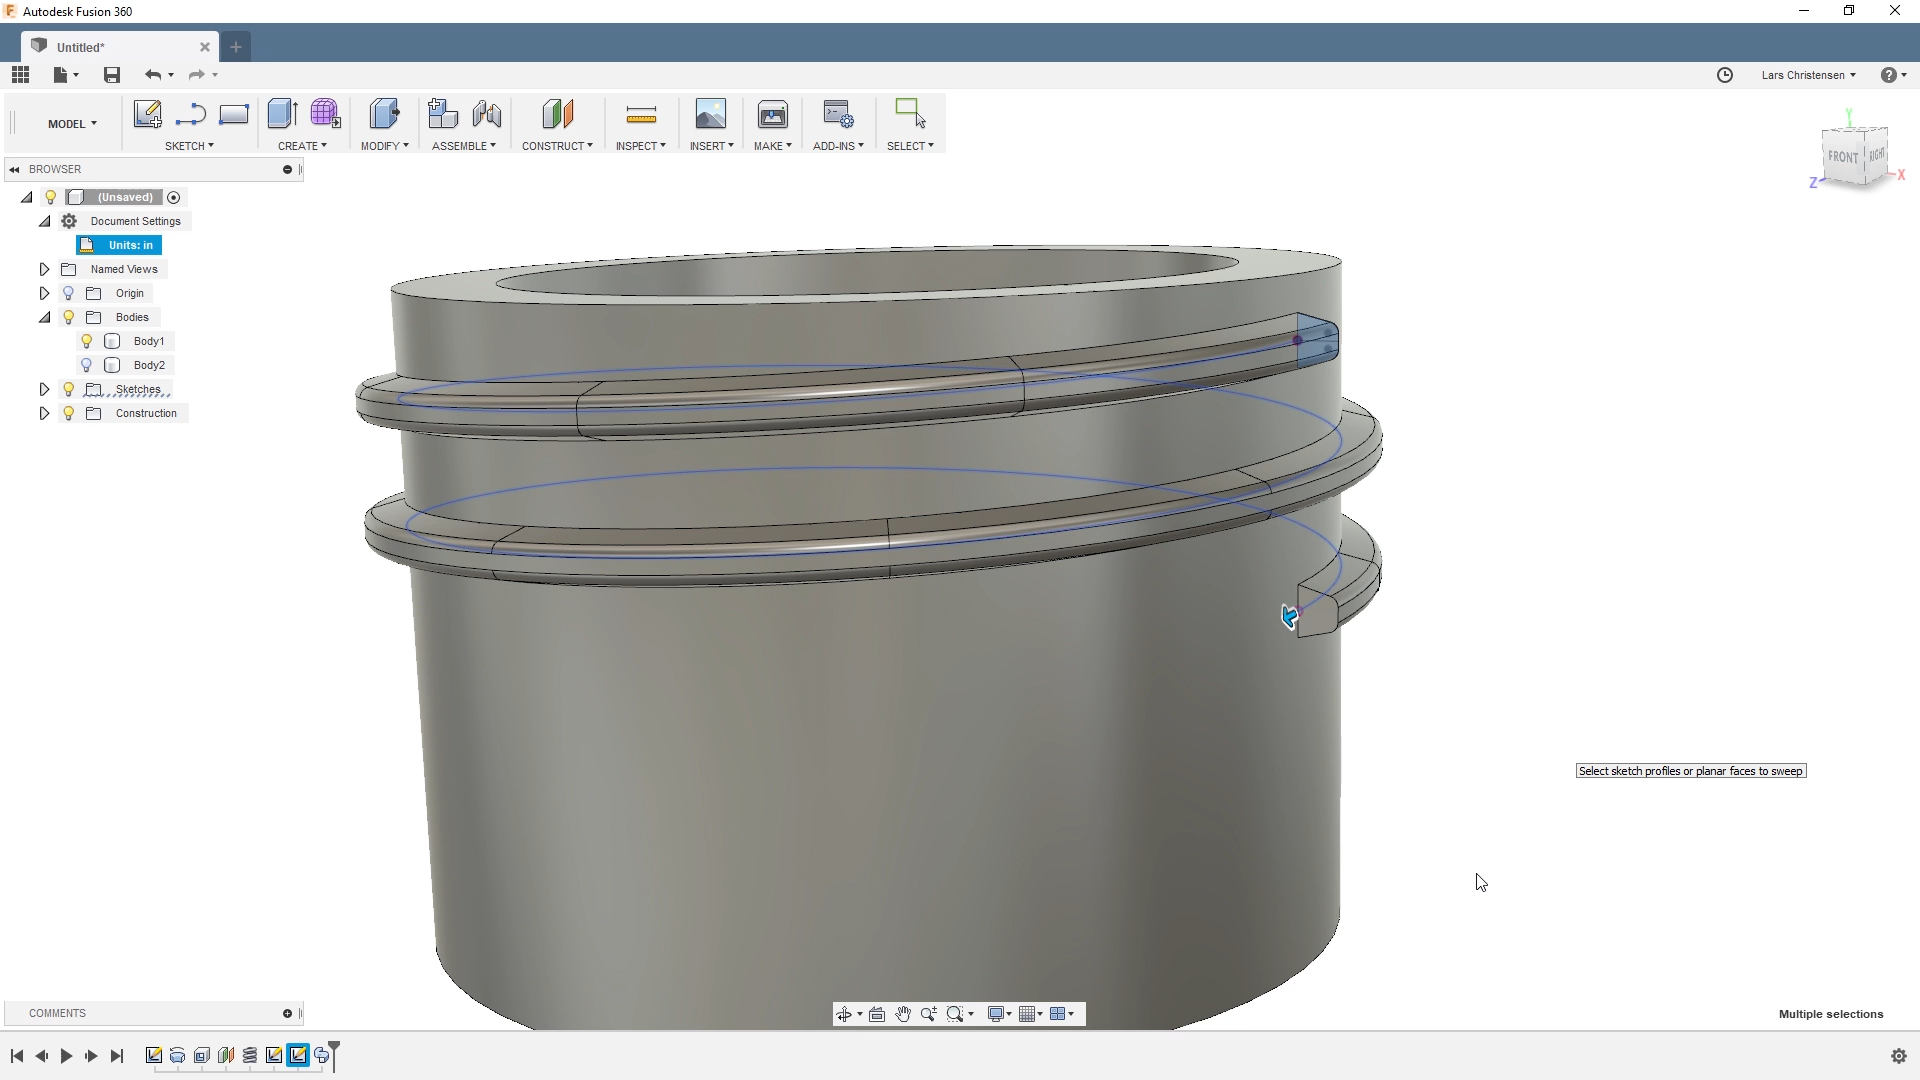 Autodesk Fusion 360
Untitled*
Lars Christensen
MODEL
SKETCH
CREATE
MODIFY
ASSEMBLE
CONSTRUCT
INSPECT
INSERT
MAKE
ADD-INS
SELECT
Y
FRONT
RIGHT
Z
X
BROWSER
(Unsaved)
Document Settings
Units: in
Named Views
Origin
Bodies
Body1
Body2
Sketches
Construction
Select sketch profiles or planar faces to sweep
COMMENTS
Multiple selections